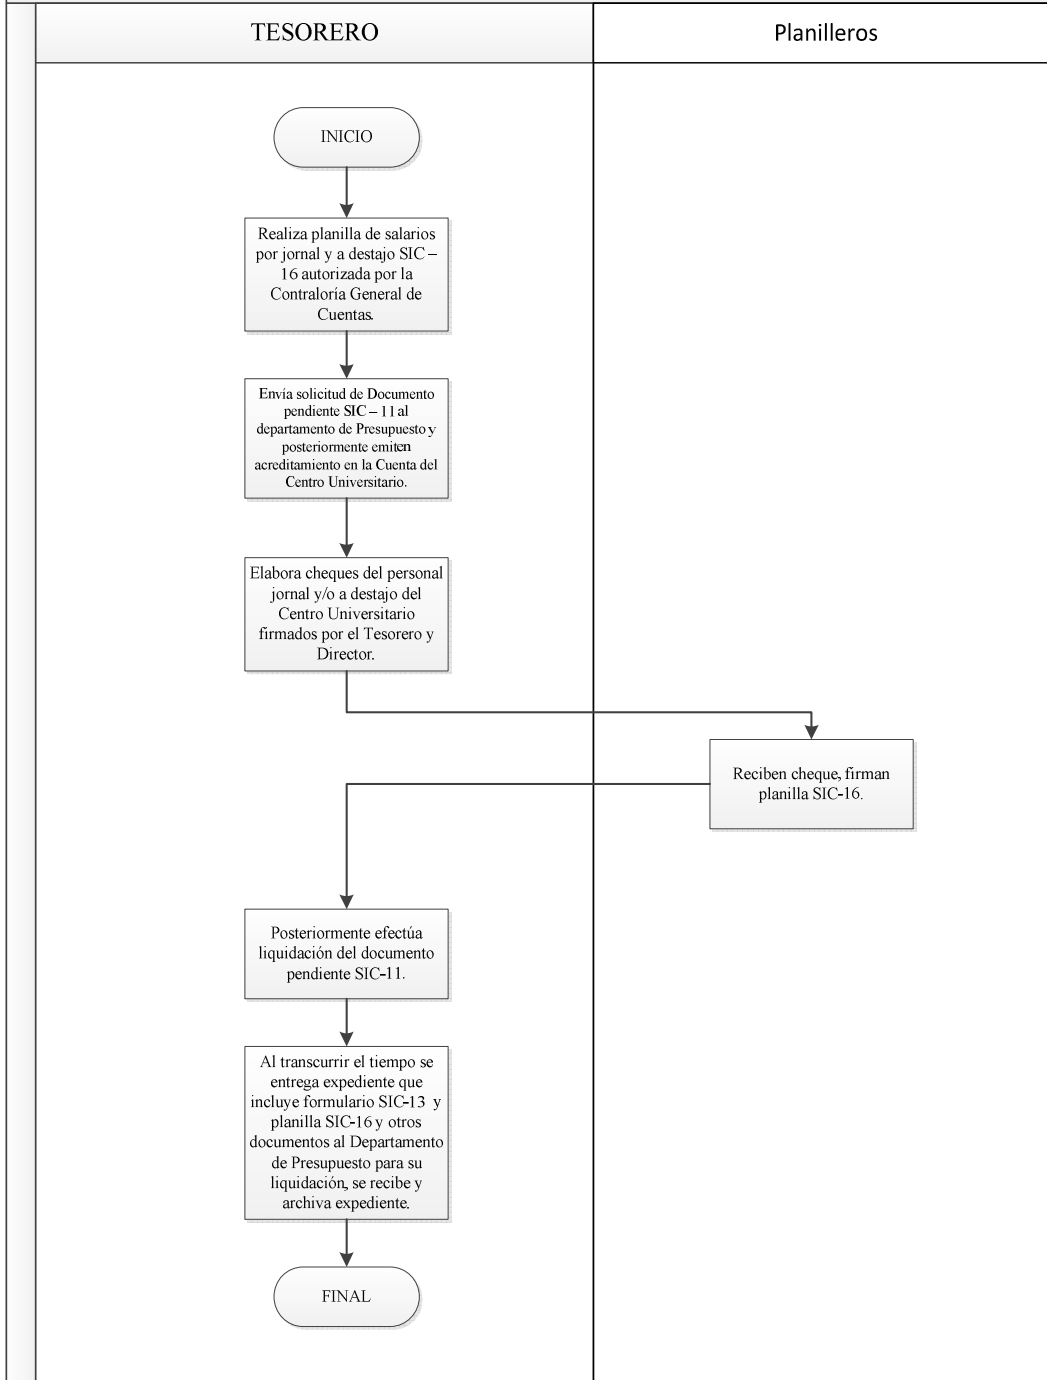 TESORERO
Planilleros
INICIO
Realiza planilla de salarios
por jornal y a destajo SIC –
16 autorizada por la
Contraloría General de
Cuentas.
Envía solicitud de Documento
pendiente SIC – 11 al
departamento de Presupuesto y
posteriormente emiten
acreditamiento en la Cuenta del
Centro Universitario.
Elabora cheques del personal
jornal y/o a destajo del
Centro Universitario
firmados por el Tesorero y
Director.
Reciben cheque, firman
planilla SIC-16.
Posteriormente efectúa
liquidación del documento
pendiente SIC-11.
Al transcurrir el tiempo se
entrega expediente que
incluye formulario SIC-13 y
planilla SIC-16 y otros
documentos al Departamento
de Presupuesto para su
liquidación, se recibe y
archiva expediente.
FINAL